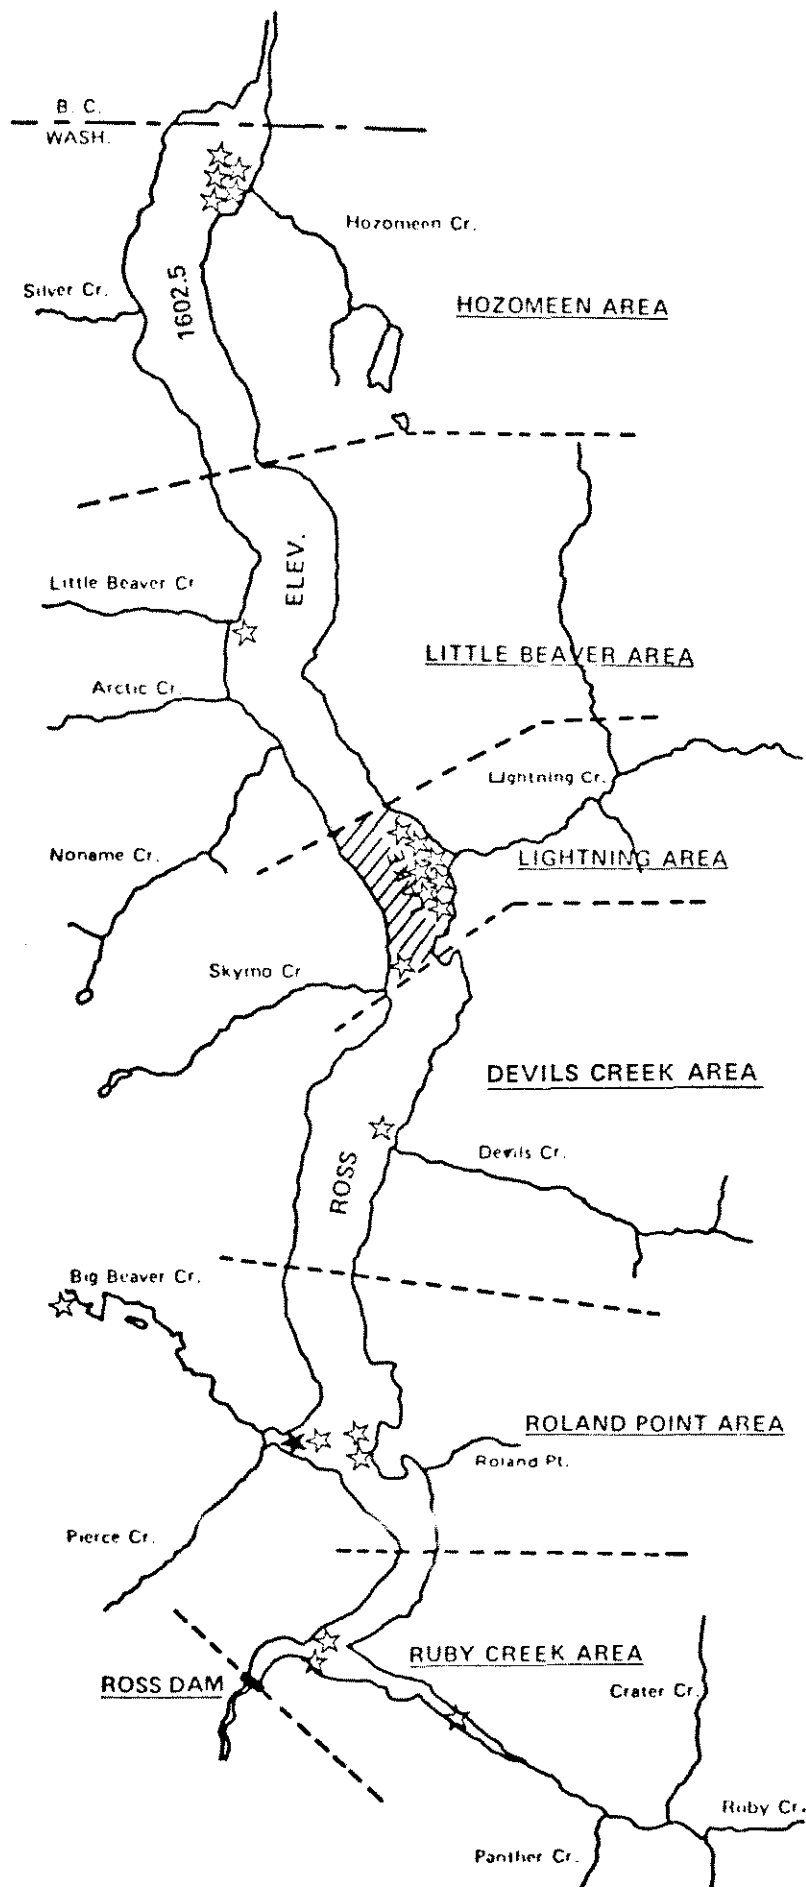 B. C.
WASH.
Hozomeen Cr.
Silver Cr.
1602.5
HOZOMEEN AREA
ELEV.
Little Beaver Cr
LITTLE BEAVER AREA
Arctic Cr.
Lightning Cr.
Noname Cr.
LIGHTNING AREA
Skymo Cr
DEVILS CREEK AREA
Devils Cr.
ROSS
Big Beaver Cr.
ROLAND POINT AREA
Roland Pt.
Pierce Cr.
RUBY CREEK AREA
ROSS DAM
Crater Cr.
Ruby Cr.
Panther Cr.